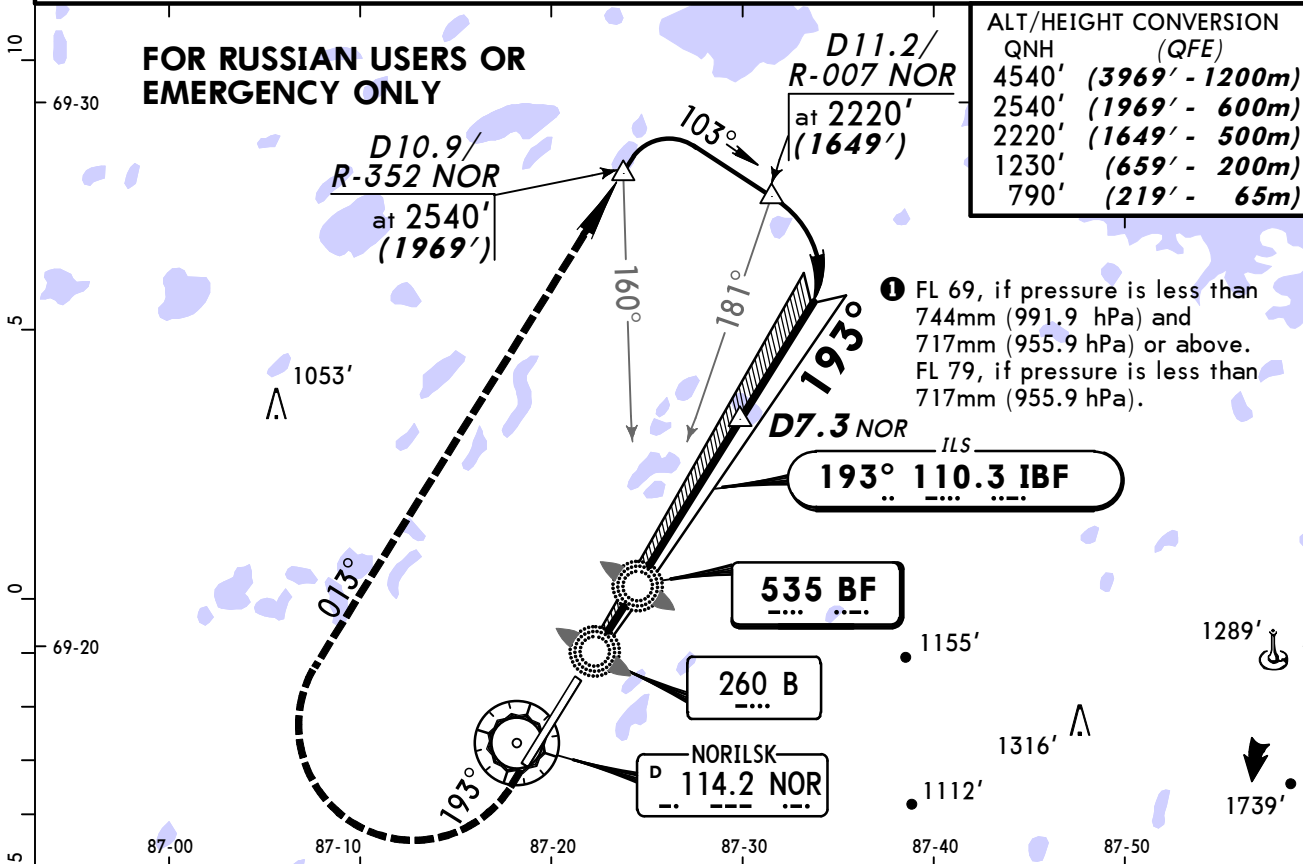 FOR RUSSIAN USERS OR
EMERGENCY ONLY
ALT/HEIGHT CONVERSION
QNH (QFE)
4540' (3969' - 1200m)
2540' (1969' - 600m)
2220' (1649' - 500m)
1230' (659' - 200m)
790' (219' - 65m)
D11.2/
R-007 NOR
at 2220'
(1649')
103°
D10.9/
R-352 NOR
at 2540'
(1969')
160°
181°
193°
❶ FL 69, if pressure is less than
744mm (991.9 hPa) and
717mm (955.9 hPa) or above.
FL 79, if pressure is less than
717mm (955.9 hPa).
1053'
D7.3 NOR
ILS
193° 110.3 IBF
535 BF
013°
260 B
1155'
1289'
NORILSK
D 114.2 NOR
193°
1316'
1112'
1739'
10
69-30
5
0
69-20
5
87-00
87-10
87-20
87-30
87-40
87-50